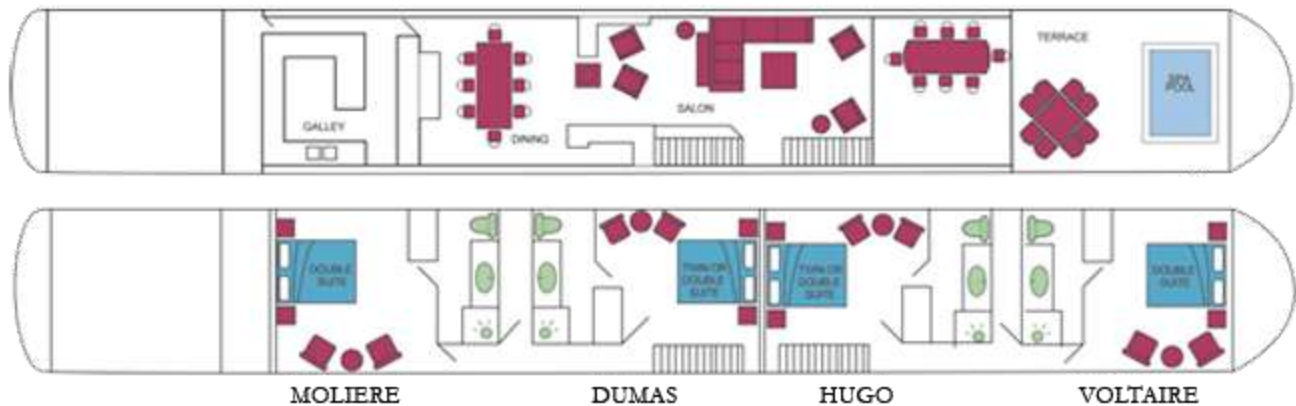 TERRACE
SPA
POOL
SALON
GALLEY
DINING
DOUBLE
SUITE
TWIN OR
DOUBLE
SUITE
TWIN OR
DOUBLE
SUITE
DOUBLE
SUITE
MOLIERE
DUMAS
HUGO
VOLTAIRE